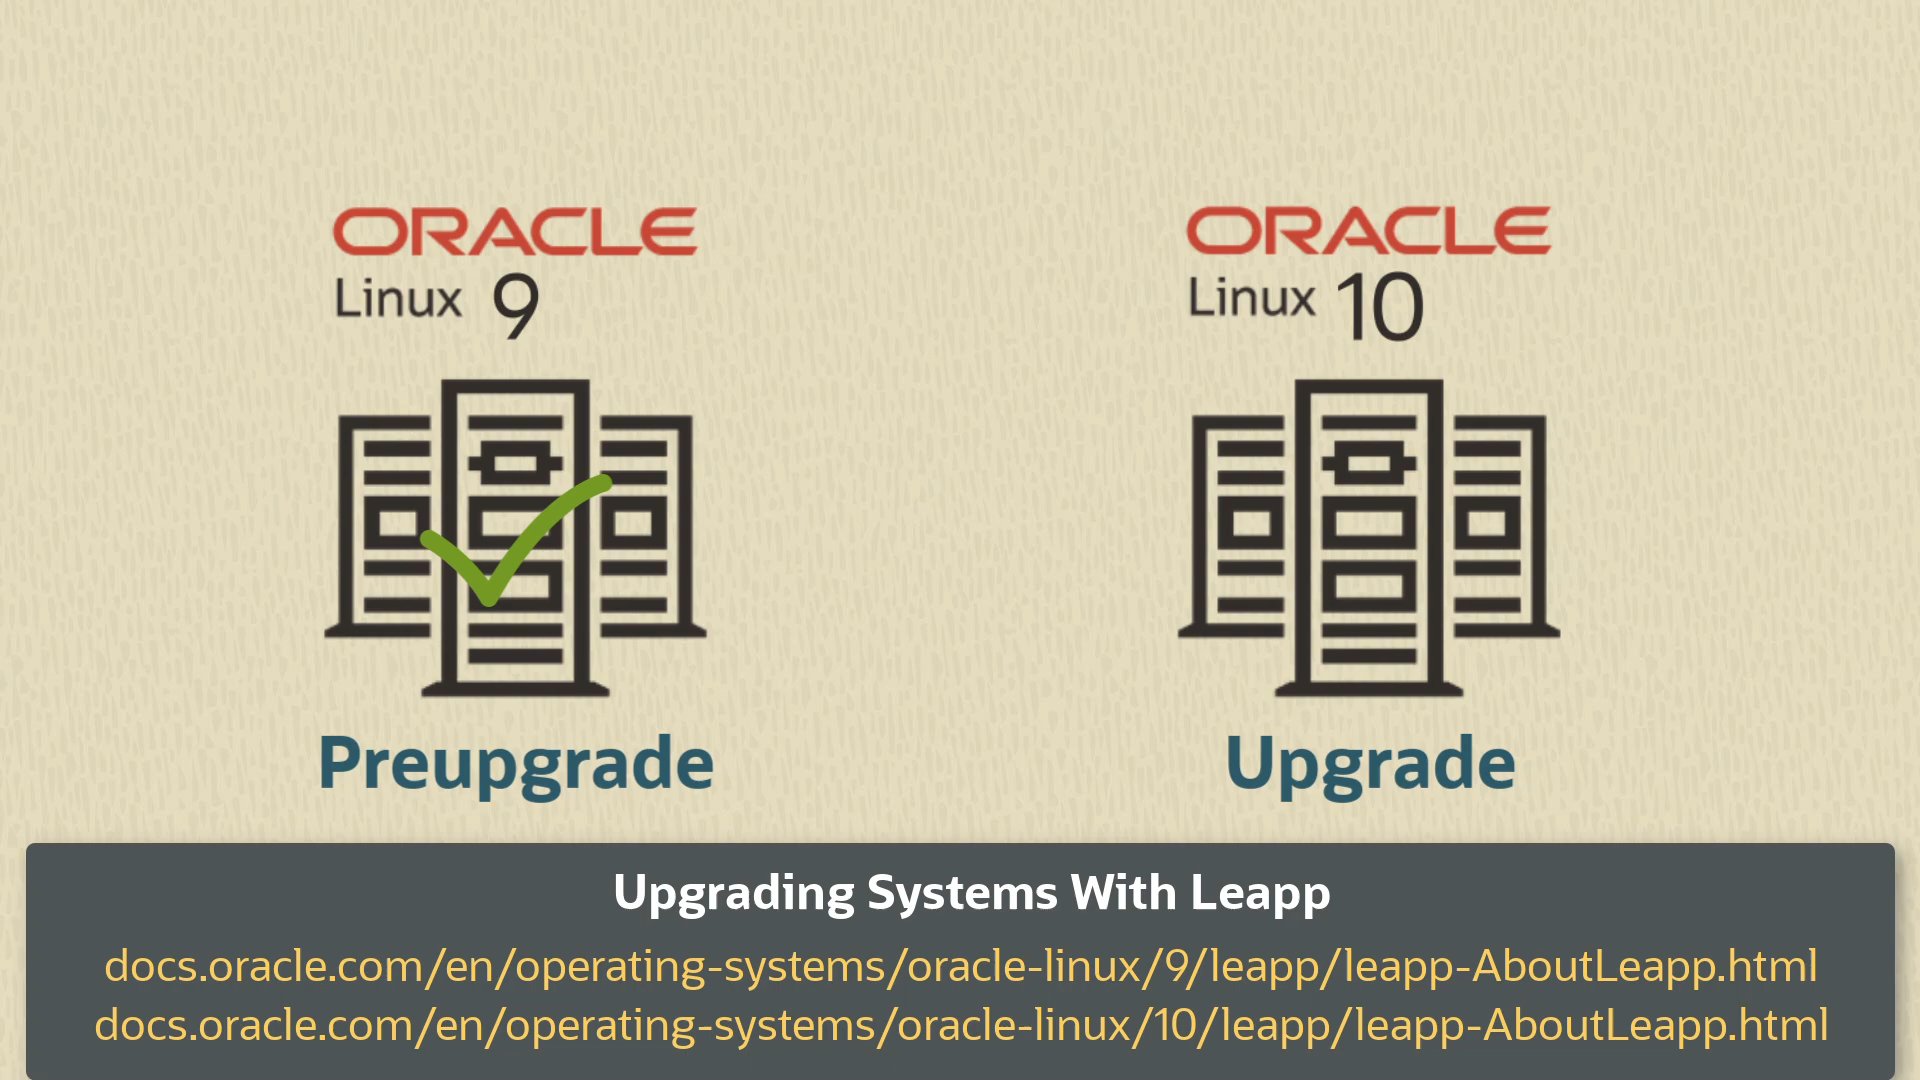 ORACLE
Linux 9
Preupgrade
ORACLE
Linux 10
Upgrade
Upgrading Systems With Leapp
docs.oracle.com/en/operating-systems/oracle-linux/9/leapp/leapp-AboutLeapp.html
docs.oracle.com/en/operating-systems/oracle-linux/10/leapp/leapp-AboutLeapp.html